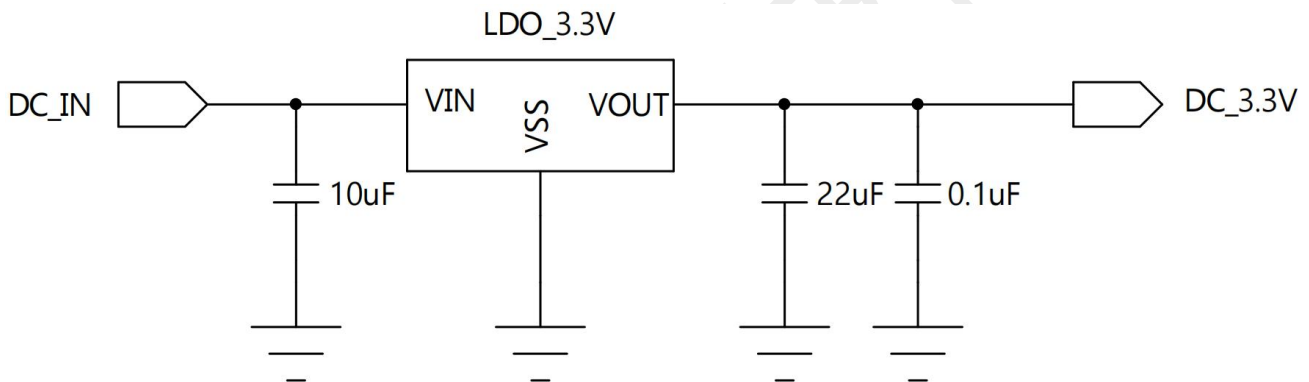 LDO_3.3V
DC_IN
VIN
VSS
VOUT
DC_3.3V
10uF
22uF
0.1uF